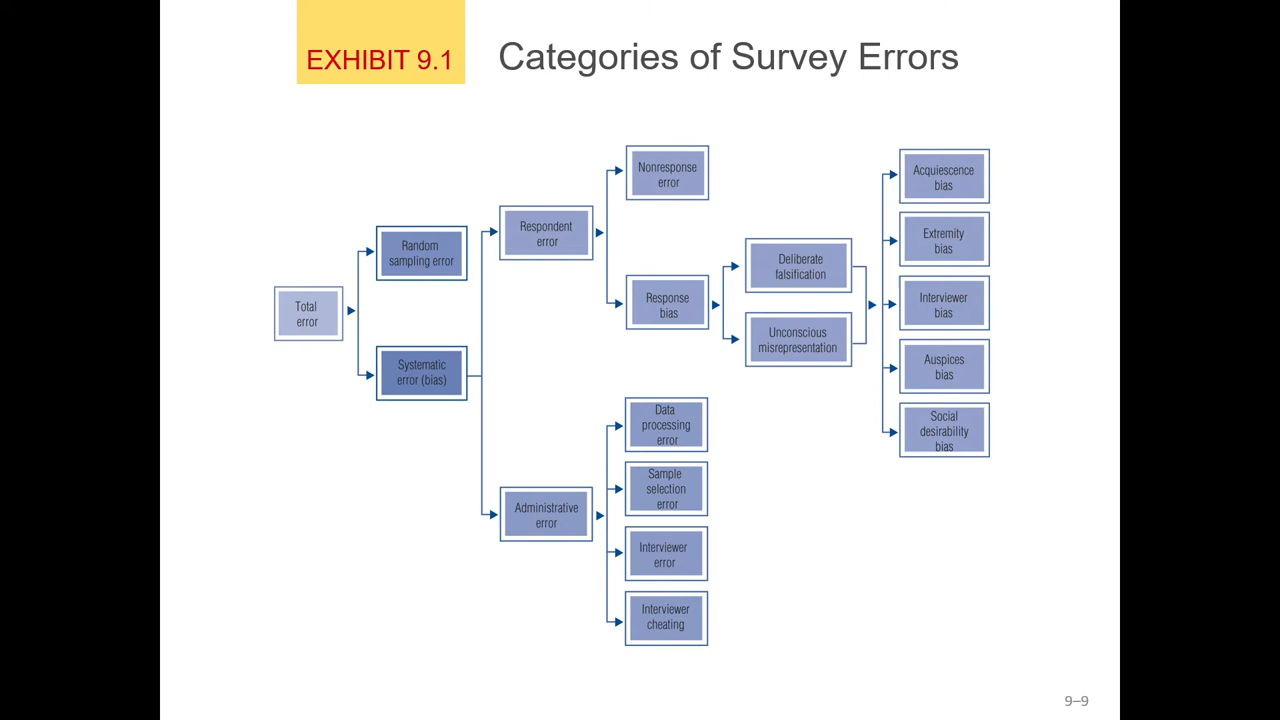 EXHIBIT 9.1
Categories of Survey Errors
Total
error
Random
sampling error
Systematic
error (bias)
Respondent
error
Administrative
error
Nonresponse
error
Response
bias
Data
processing
error
Sample
selection
error
Interviewer
error
Interviewer
cheating
Deliberate
falsification
Unconscious
misrepresentation
Acquiescence
bias
Extremity
bias
Interviewer
bias
Auspices
bias
Social
desirability
bias
9–9